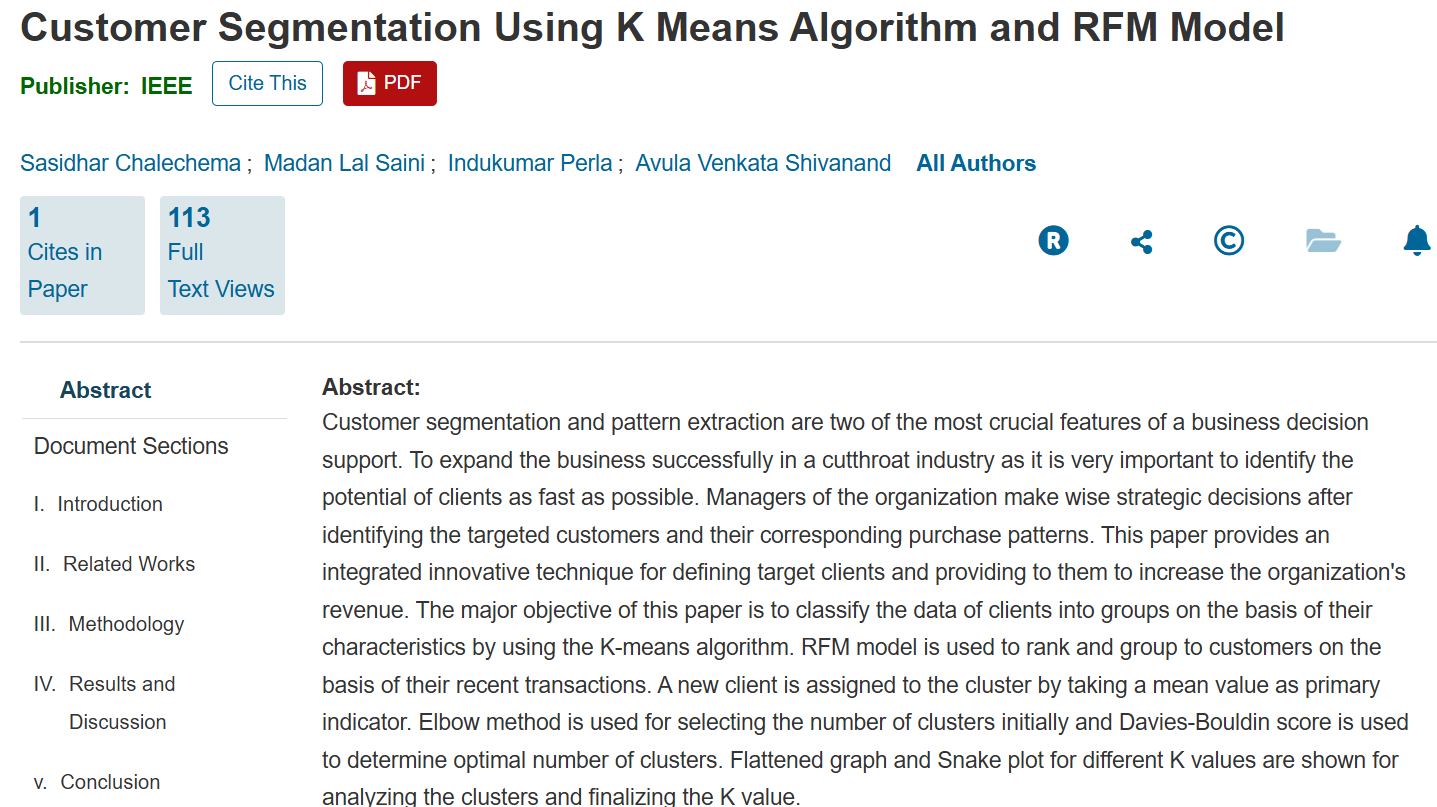 Customer Segmentation Using K Means Algorithm and RFM Model
Publisher: IEEE
Cite This
PDF
Sasidhar Chalechema ; Madan Lal Saini ; Indukumar Perla ; Avula Venkata Shivanand All Authors
1
Cites in
Paper
113
Full
Text Views
R
C
Abstract
Document Sections
I. Introduction
II. Related Works
III. Methodology
IV. Results and
Discussion
v. Conclusion
Abstract:
Customer segmentation and pattern extraction are two of the most crucial features of a business decision
support. To expand the business successfully in a cutthroat industry as it is very important to identify the
potential of clients as fast as possible. Managers of the organization make wise strategic decisions after
identifying the targeted customers and their corresponding purchase patterns. This paper provides an
integrated innovative technique for defining target clients and providing to them to increase the organization's
revenue. The major objective of this paper is to classify the data of clients into groups on the basis of their
characteristics by using the K-means algorithm. RFM model is used to rank and group to customers on the
basis of their recent transactions. A new client is assigned to the cluster by taking a mean value as primary
indicator. Elbow method is used for selecting the number of clusters initially and Davies-Bouldin score is used
to determine optimal number of clusters. Flattened graph and Snake plot for different K values are shown for
analyzing the clusters and finalizing the K value.